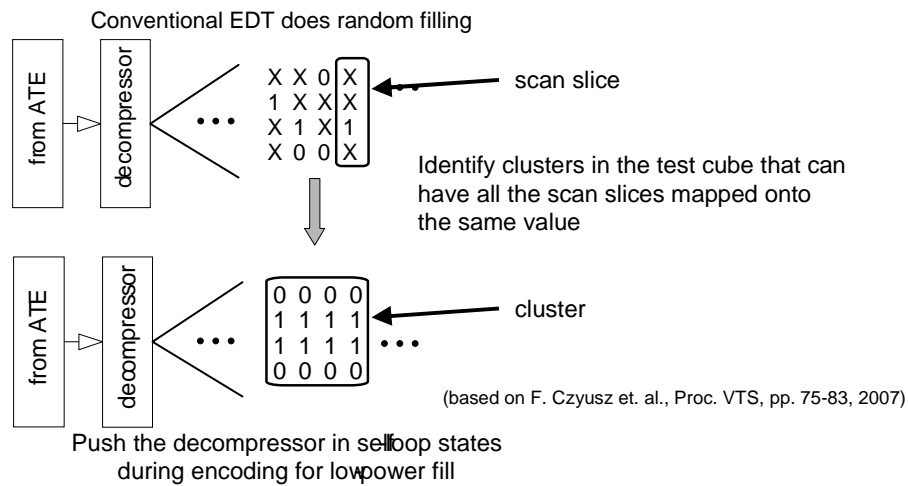 Conventional EDT does random filling
from ATE
decompressor
X X 0 X
1 X X X
X 1 X 1
X 0 0 X
scan slice
Identify clusters in the test cube that can
have all the scan slices mapped onto
the same value
from ATE
decompressor
0 0 0 0
1 1 1 1
1 1 1 1
0 0 0 0
cluster
(based on F. Czyusz et. al., Proc. VTS, pp. 75-83, 2007)
Push the decompressor in self-loop states
during encoding for low-power fill